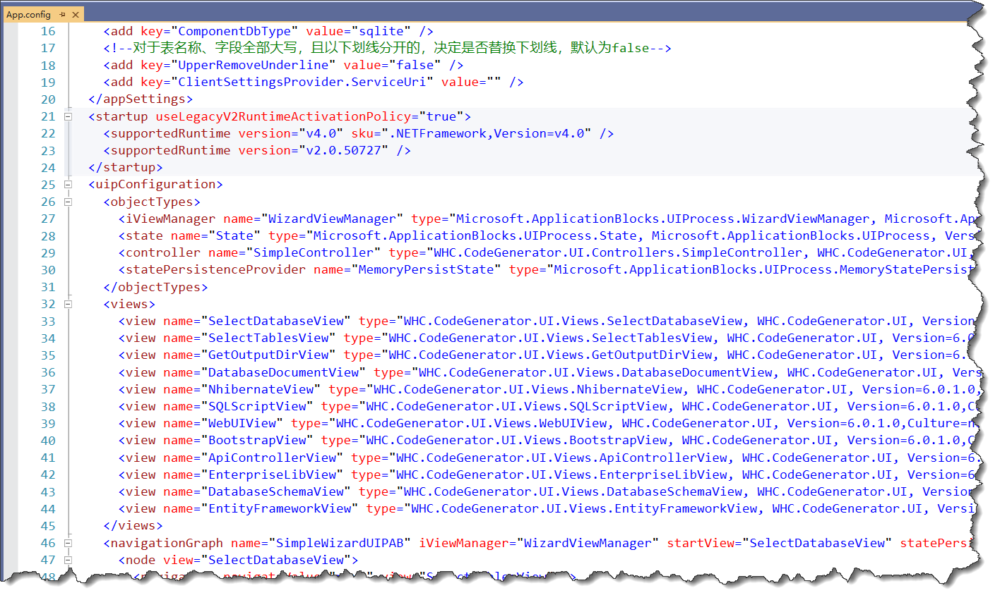 App.config
16 <add key="ComponentDbType" value="sqlite" />
17 <!--对于表名称、字段全部大写，且以下划线分开的，决定是否替换下划线，默认为false-->
18 <add key="UpperRemoveUnderline" value="false" />
19 <add key="ClientSettingsProvider.ServiceUri" value="" />
20 </appSettings>
21 <startup useLegacyV2RuntimeActivationPolicy="true">
22 <supportedRuntime version="v4.0" sku=".NETFramework,Version=v4.0" />
23 <supportedRuntime version="v2.0.50727" />
24 </startup>
25 <uipConfiguration>
26 <objectTypes>
27 <iViewManager name="WizardViewManager" type="Microsoft.ApplicationBlocks.UIProcess.WizardViewManager, Microsoft.Ap
28 <state name="State" type="Microsoft.ApplicationBlocks.UIProcess.State, Microsoft.ApplicationBlocks.UIProcess, Vers
29 <controller name="SimpleController" type="WHC.CodeGenerator.UI.Controllers.SimpleController, WHC.CodeGenerator.UI,
30 <statePersistenceProvider name="MemoryPersistState" type="Microsoft.ApplicationBlocks.UIProcess.MemoryStatePersist
31 </objectTypes>
32 <views>
33 <view name="SelectDatabaseView" type="WHC.CodeGenerator.UI.Views.SelectDatabaseView, WHC.CodeGenerator.UI, Version
34 <view name="SelectTablesView" type="WHC.CodeGenerator.UI.Views.SelectTablesView, WHC.CodeGenerator.UI, Version=6.0
35 <view name="GetOutputDirView" type="WHC.CodeGenerator.UI.Views.GetOutputDirView, WHC.CodeGenerator.UI, Version=6.
36 <view name="DatabaseDocumentView" type="WHC.CodeGenerator.UI.Views.DatabaseDocumentView, WHC.CodeGenerator.UI, Vers
37 <view name="NhibernateView" type="WHC.CodeGenerator.UI.Views.NhibernateView, WHC.CodeGenerator.UI, Version=6.0.1.0,
38 <view name="SQLScriptView" type="WHC.CodeGenerator.UI.Views.SQLScriptView, WHC.CodeGenerator.UI, Version=6.0.1.0,C
39 <view name="WebUIView" type="WHC.CodeGenerator.UI.Views.WebUIView, WHC.CodeGenerator.UI, Version=6.0.1.0,Culture=n
40 <view name="BootstrapView" type="WHC.CodeGenerator.UI.Views.BootstrapView, WHC.CodeGenerator.UI, Version=6.0.1.0,C
41 <view name="ApiControllerView" type="WHC.CodeGenerator.UI.Views.ApiControllerView, WHC.CodeGenerator.UI, Version=6.
42 <view name="EnterpriseLibView" type="WHC.CodeGenerator.UI.Views.EnterpriseLibView, WHC.CodeGenerator.UI, Version=6
43 <view name="DatabaseSchemaView" type="WHC.CodeGenerator.UI.Views.DatabaseSchemaView, WHC.CodeGenerator.UI, Version
44 <view name="EntityFrameworkView" type="WHC.CodeGenerator.UI.Views.EntityFrameworkView, WHC.CodeGenerator.UI, Versi
45 </views>
46 <navigationGraph name="SimpleWizardUIPAB" iViewManager="WizardViewManager" startView="SelectDatabaseView" statePersi
47 <node view="SelectDatabaseView">
48